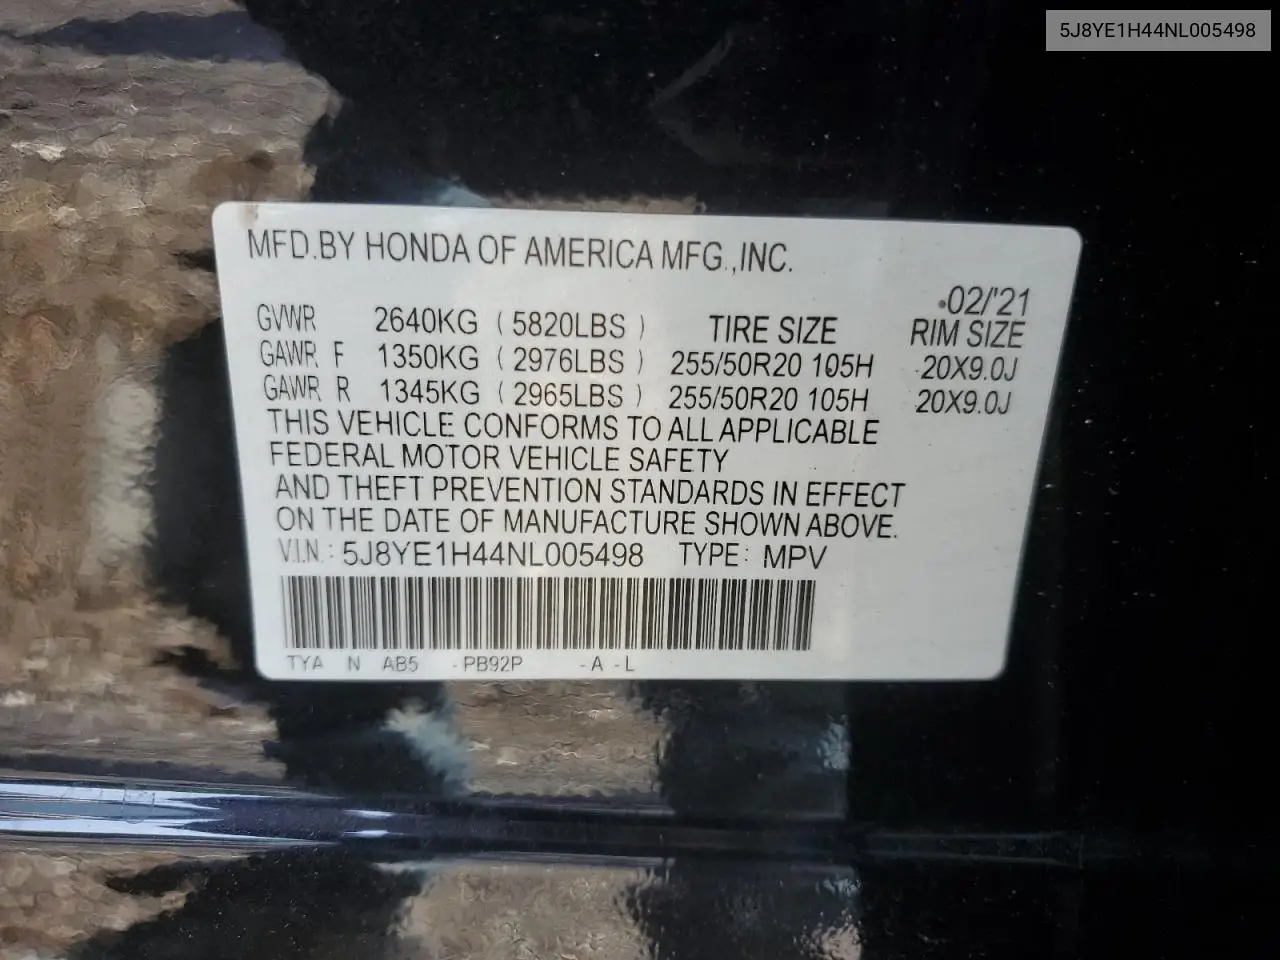 5J8YE1H44NL005498
MFD.BY HONDA OF AMERICA MFG.,INC.
02/'21
GVWR 2640KG (5820LBS) TIRE SIZE RIM SIZE
GAWR F 1350KG (2976LBS) 255/50R20 105H 20X9.0J
GAWR R 1345KG (2965LBS) 255/50R20 105H 20X9.0J
THIS VEHICLE CONFORMS TO ALL APPLICABLE
FEDERAL MOTOR VEHICLE SAFETY
AND THEFT PREVENTION STANDARDS IN EFFECT
ON THE DATE OF MANUFACTURE SHOWN ABOVE.
V.I.N.: 5J8YE1H44NL005498 TYPE: MPV
TYA N AB5 -PB92P -A -L